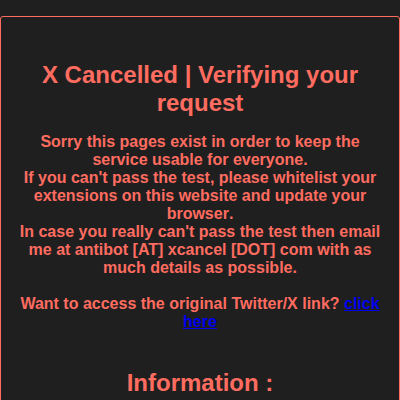 X Cancelled | Verifying your
request
Sorry this pages exist in order to keep the
service usable for everyone.
If you can't pass the test, please whitelist your
extensions on this website and update your
browser.
In case you really can't pass the test then email
me at antibot [AT] xcancel [DOT] com with as
much details as possible.
Want to access the original Twitter/X link? click
here
Information :